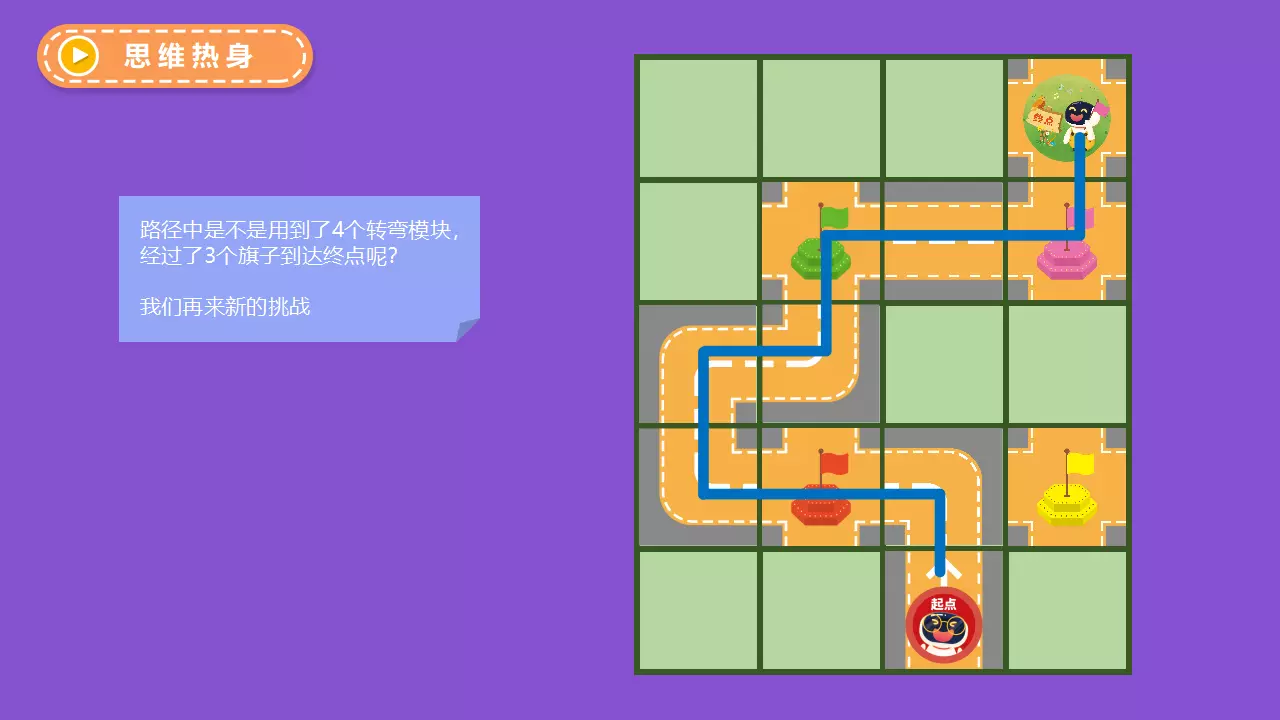 思维热身
终点
路径中是不是用到了4个转弯模块，
经过了3个旗子到达终点呢?
我们再来新的挑战
起点